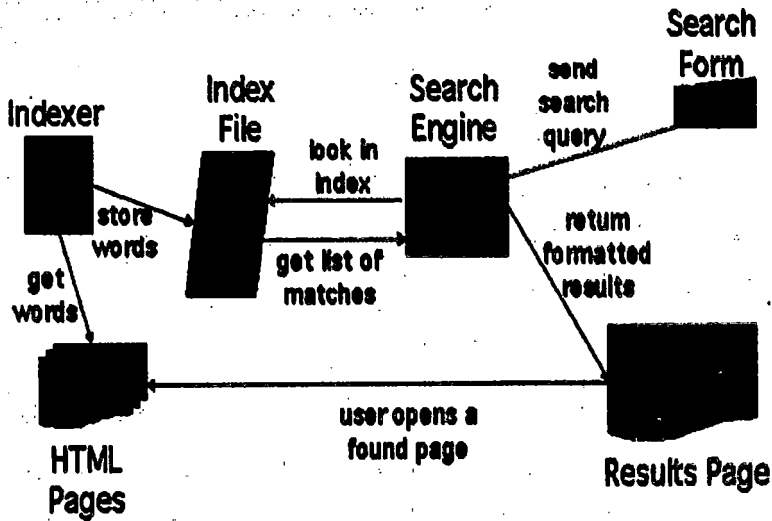 Search
Form
send
search
query
Search
Engine
Index
File
Indexer
look in
index
store
words
get list of
matches
return
formatted
results
get
words
user opens a
found page
HTML
Pages
Results Page